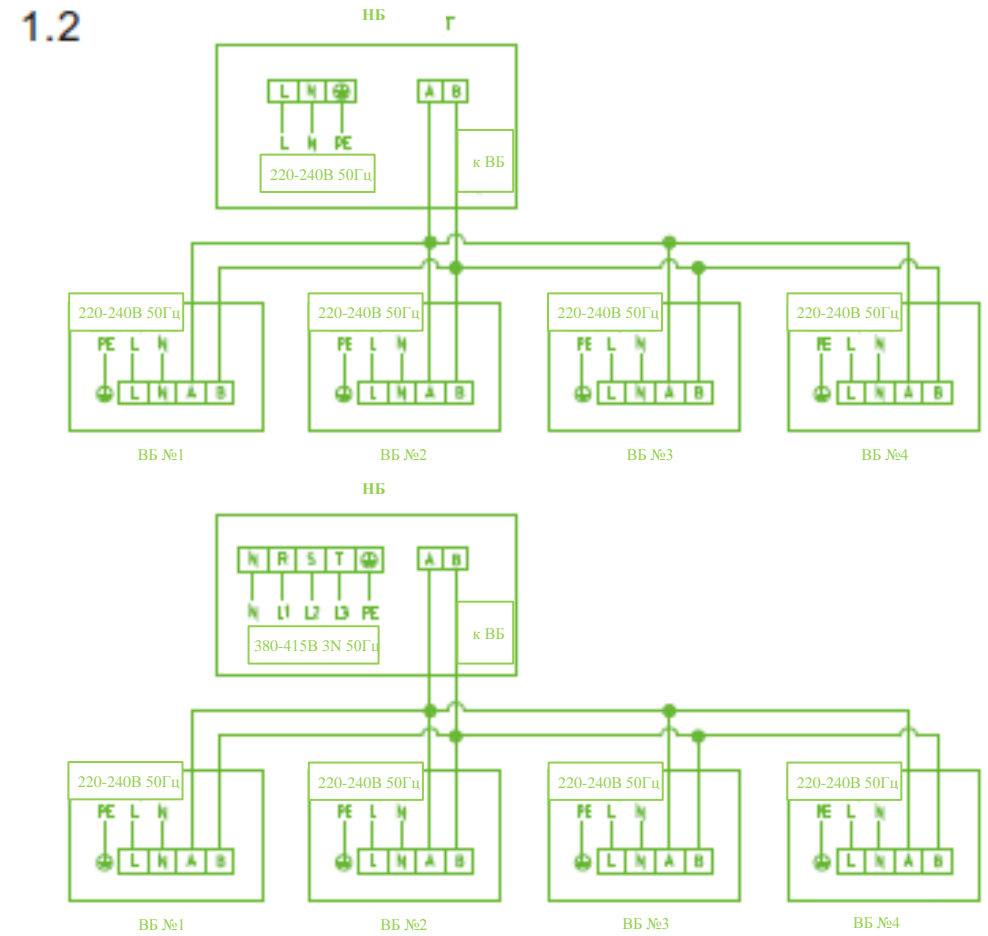 1.2
НБ
Г
L N A B
L N PE
к ВБ
220-240В 50Гц
220-240В 50Гц 220-240В 50Гц 220-240В 50Гц 220-240В 50Гц
PE L N PE L N PE L N PE L N
L N A B L N A B L N A B L N A B
ВБ №1 ВБ №2 ВБ №3 ВБ №4
НБ
N R S T A B
N L1 L2 L3 PE
к ВБ
380-415В 3N 50Гц
220-240В 50Гц 220-240В 50Гц 220-240В 50Гц 220-240В 50Гц
PE L N PE L N PE L N PE L N
L N A B L N A B L N A B L N A B
ВБ №1 ВБ №2 ВБ №3 ВБ №4